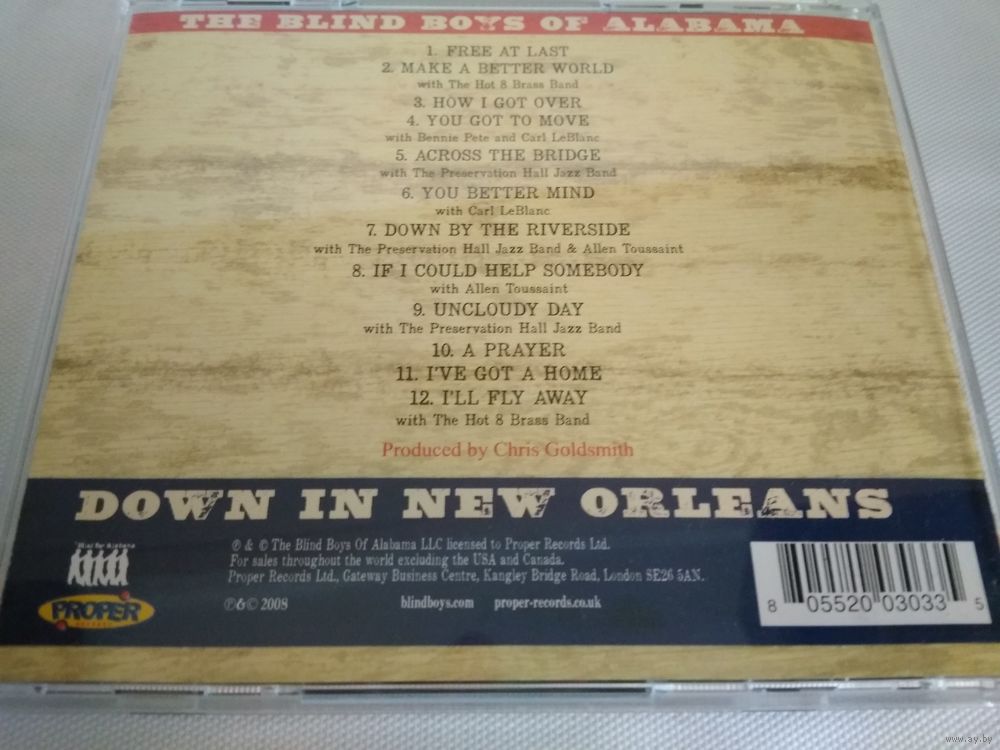 THE BLIND BOYS OF ALABAMA
1. FREE AT LAST
2. MAKE A BETTER WORLD
with The Hot 8 Brass Band
3. HOW I GOT OVER
4. YOU GOT TO MOVE
with Bennie Pete and Carl LeBlanc
5. ACROSS THE BRIDGE
with The Preservation Hall Jazz Band
6. YOU BETTER MIND
with Carl LeBlanc
7. DOWN BY THE RIVERSIDE
with The Preservation Hall Jazz Band & Allen Toussaint
8. IF I COULD HELP SOMEBODY
with Allen Toussaint
9. UNCLOUDY DAY
with The Preservation Hall Jazz Band
10. A PRAYER
11. I'VE GOT A HOME
12. I'LL FLY AWAY
with The Hot 8 Brass Band
Produced by Chris Goldsmith
DOWN IN NEW ORLEANS
℗ & © The Blind Boys Of Alabama LLC licensed to Proper Records Ltd.
For sales throughout the world excluding the USA and Canada.
Proper Records Ltd., Gateway Business Centre, Kangley Bridge Road, London SE26 5AN.
PROPER
RECORDS
℗&© 2008
blindboys.com proper-records.co.uk
8 05520 03033 5
www.ay.by